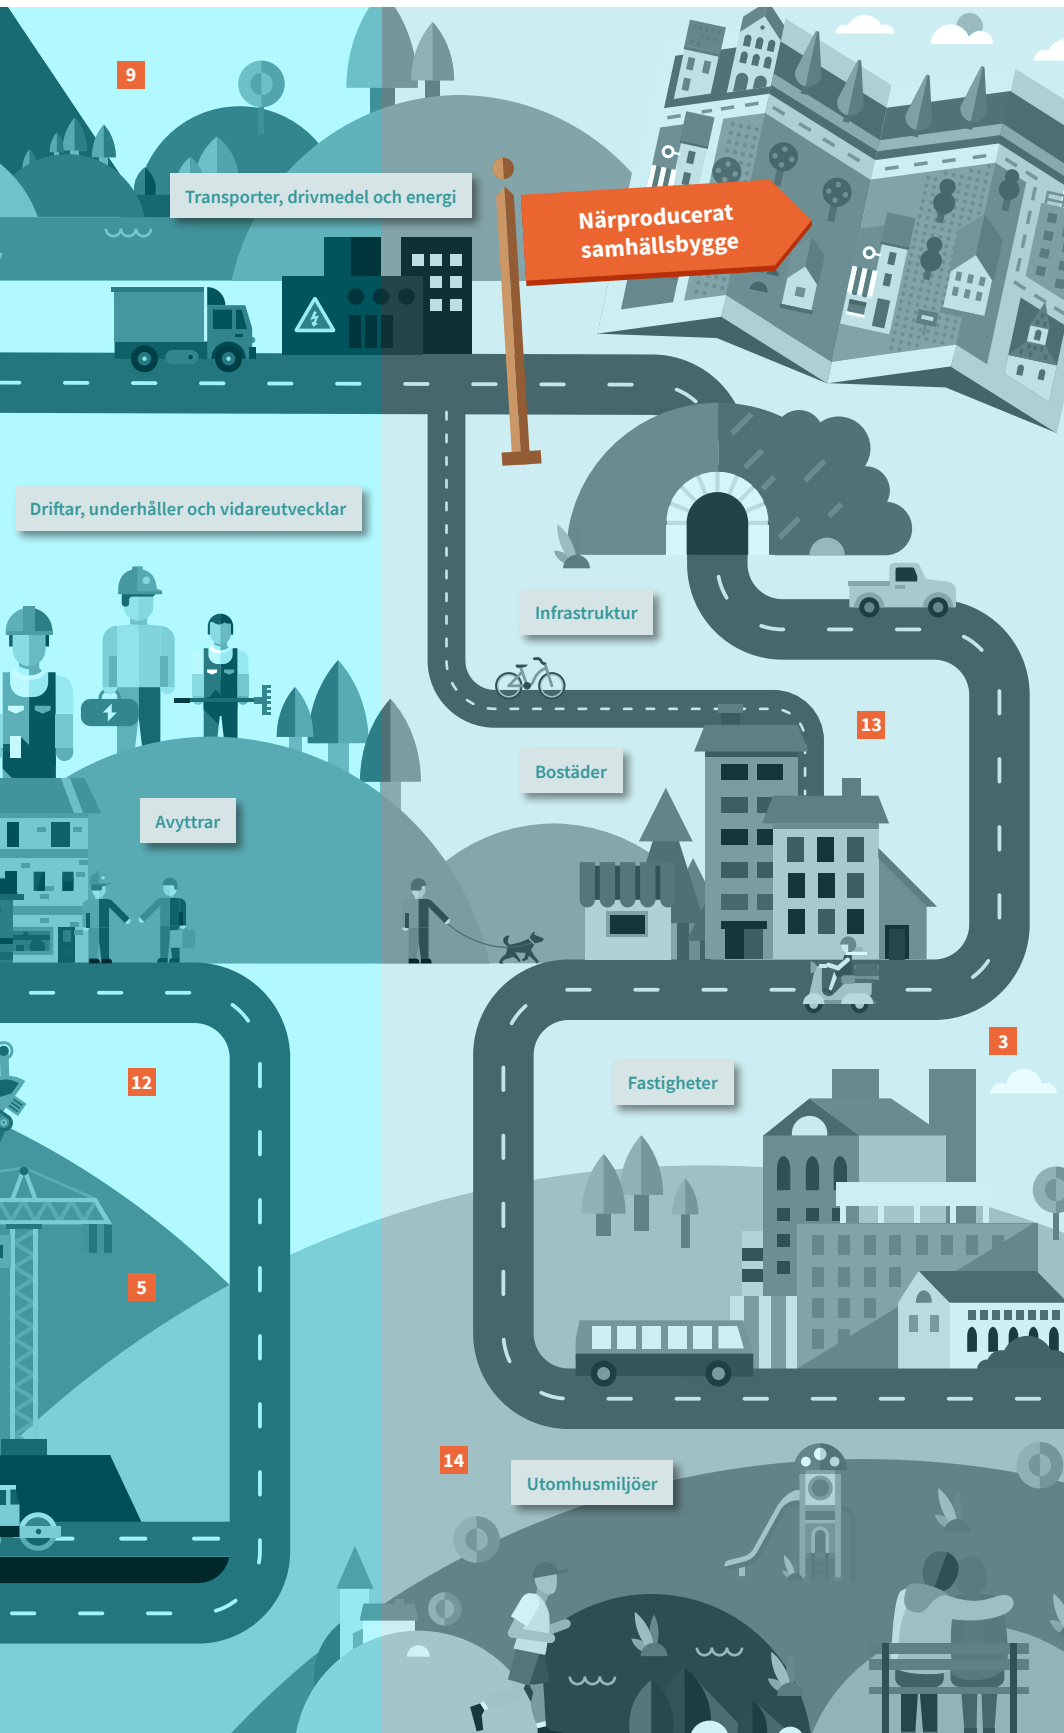 9
Transporter, drivmedel och energi
Närproducerat
samhällsbygge
Driftar, underhåller och vidareutvecklar
Infrastruktur
13
Bostäder
Avyttrar
3
12
Fastigheter
5
14
Utomhusmiljöer